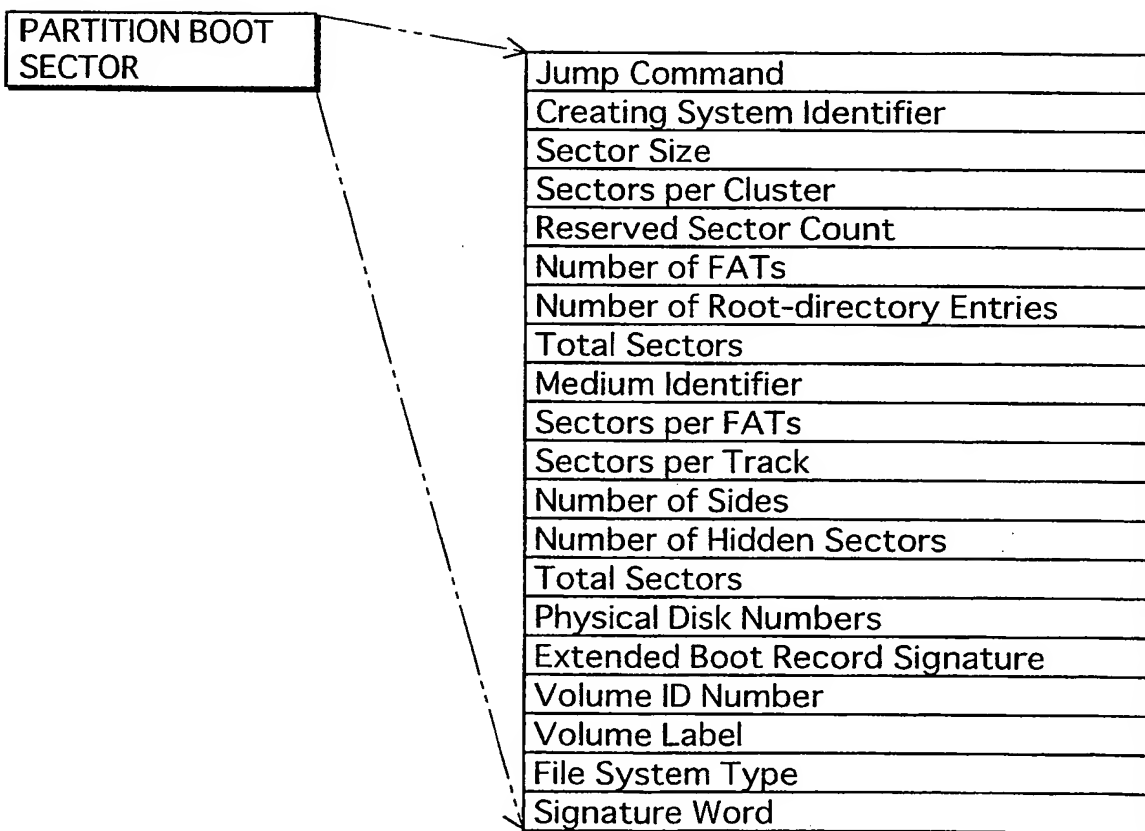 PARTITION BOOT
SECTOR
Jump Command
Creating System Identifier
Sector Size
Sectors per Cluster
Reserved Sector Count
Number of FATs
Number of Root-directory Entries
Total Sectors
Medium Identifier
Sectors per FATs
Sectors per Track
Number of Sides
Number of Hidden Sectors
Total Sectors
Physical Disk Numbers
Extended Boot Record Signature
Volume ID Number
Volume Label
File System Type
Signature Word